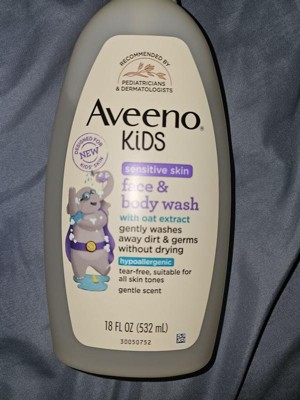 RECOMMENDED BY
PEDIATRICIANS
& DERMATOLOGISTS
Aveeno®
KiDS
DESIGNED FOR
NEW
KIDS' SKIN
sensitive skin
face &
body wash
with oat extract
gently washes
away dirt & germs
without drying
hypoallergenic
tear-free, suitable for
all skin tones
gentle scent
18 FL OZ (532 mL)
30050752